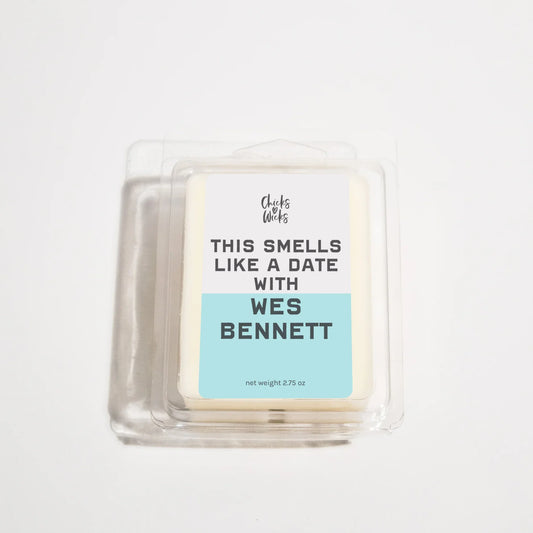 Chicks
Wicks
THIS SMELLS
LIKE A DATE
WITH
WES
BENNETT
net weight 2.75 oz